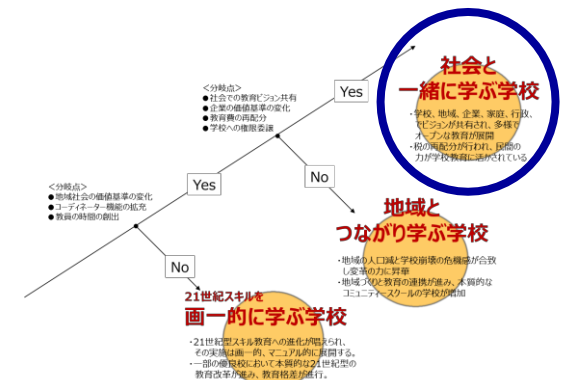 社会と
一緒に学ぶ学校
・学校、地域、企業、家庭、行政、
でビジョンが共有され、多様で
オープンな教育が展開
・税の再配分が行われ、民間の
力が学校教育に活かされている
<分岐点>
●社会での教育ビジョン共有
●企業の価値基準の変化
●教育費の再配分
●学校への権限委譲
Yes
No
地域と
つながり学ぶ学校
・地域の人口減と学校崩壊の危機感が合致
し変革の力に昇華
・地域づくりと教育の連携が進み、本質的な
コミュニティースクールの学校が増加
<分岐点>
●地域社会の価値基準の変化
●コーディネーター機能の拡充
●教員の時間の創出
Yes
No
21世紀スキルを
画一的に学ぶ学校
・21世紀型スキル教育への進化が唱えられ、
その実施は画一的、マニュアル的に展開する。
・一部の優良校において本質的な21世紀型の
教育改革が進み、教育格差が進行。